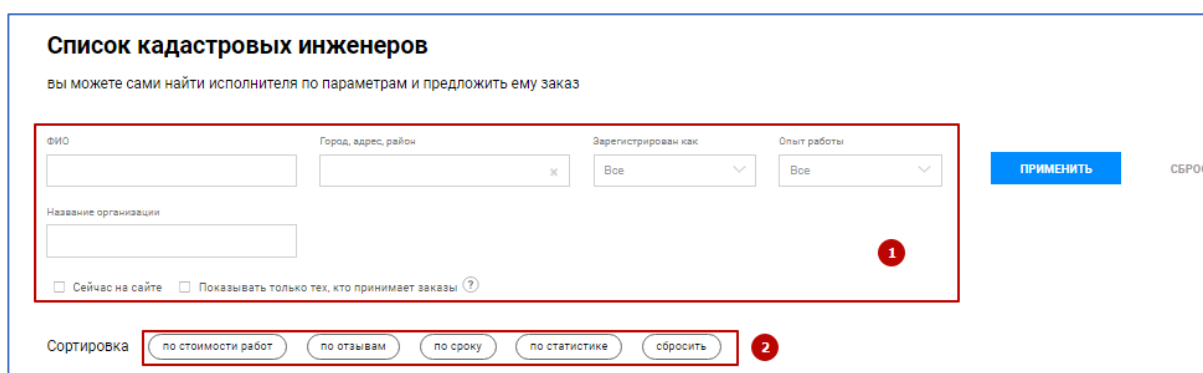 Список кадастровых инженеров
вы можете сами найти исполнителя по параметрам и предложить ему заказ
ФИО Город, адрес, район Зарегистрирован как Опыт работы
Все Все ПРИМЕНИТЬ СБРО
Название организации
1
Сейчас на сайте Показывать только тех, кто принимает заказы ?
Сортировка по стоимости работ по отзывам по сроку по статистике сбросить 2